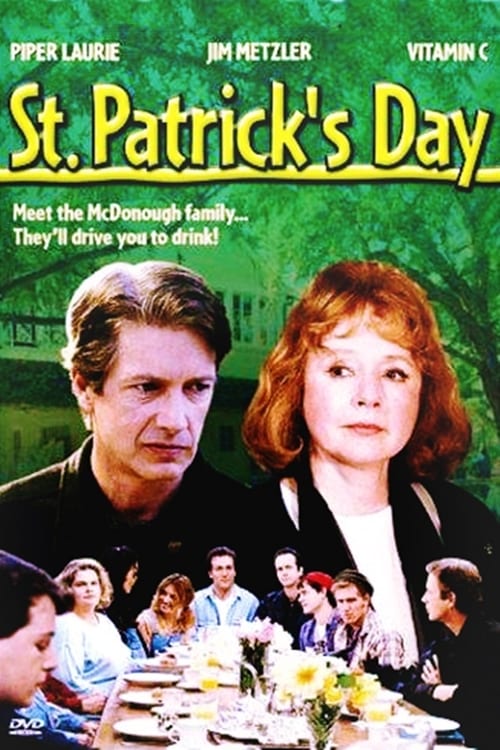 PIPER LAURIE JIM METZLER VITAMIN C
St. Patrick's Day
Meet the McDonough family...
They'll drive you to drink!
DVD